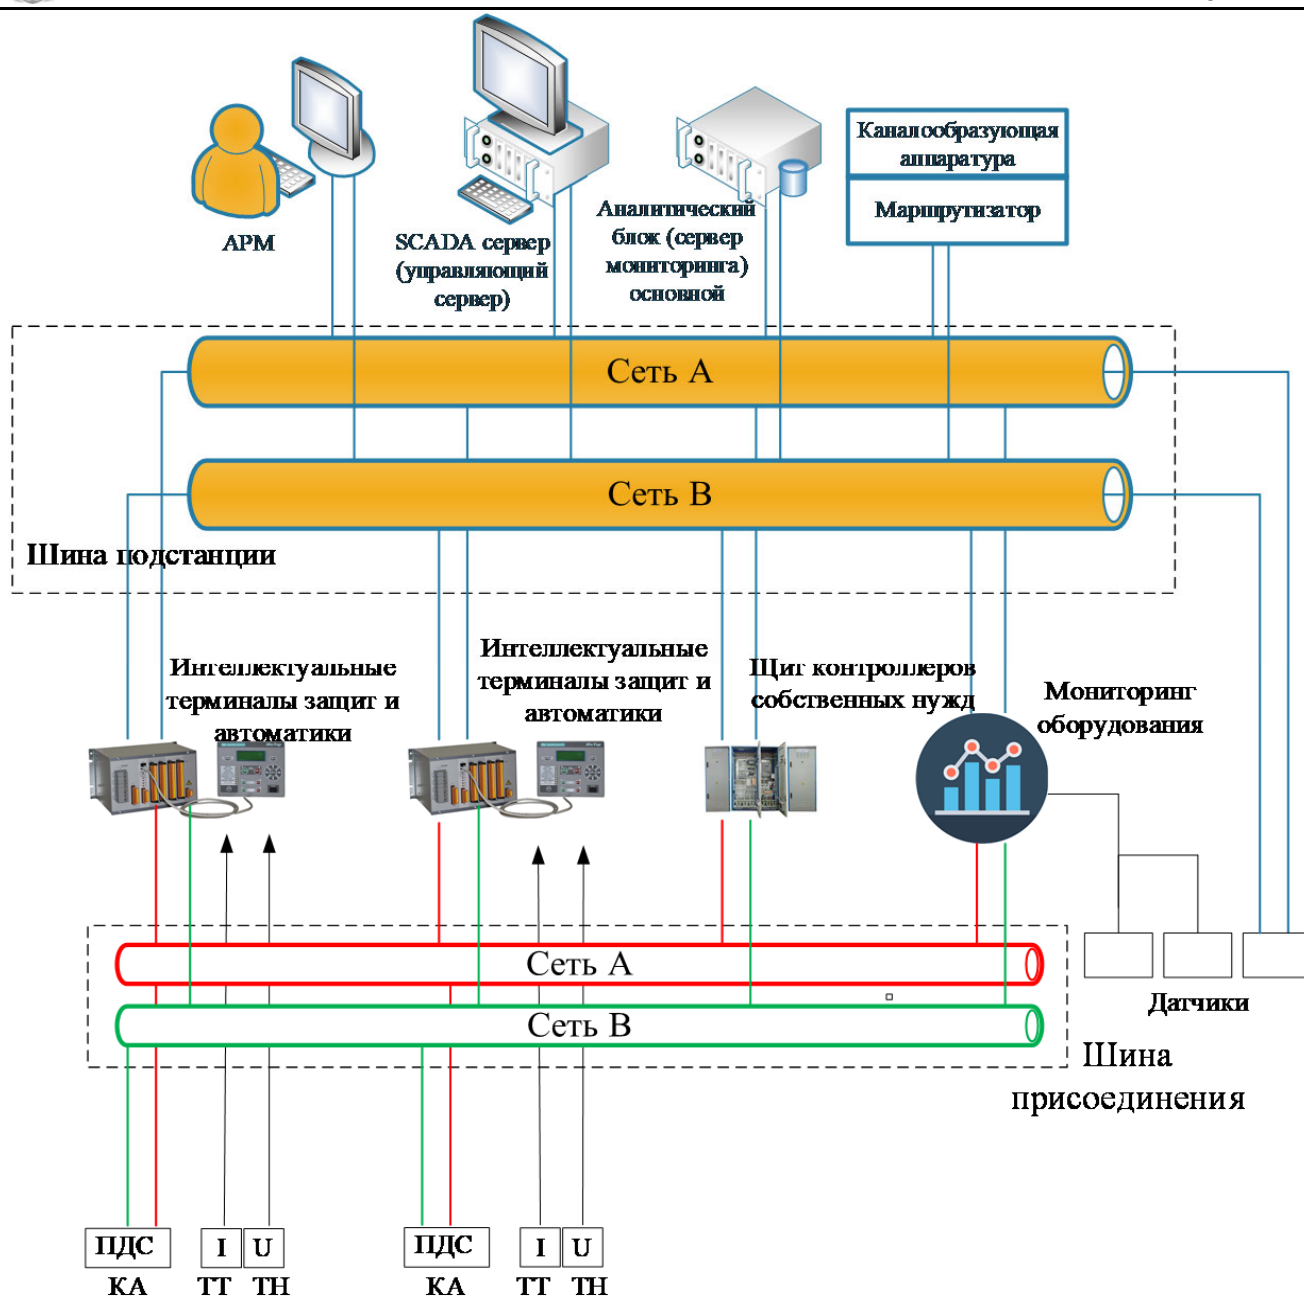 Каналообразующая
аппаратура
Маршрутизатор
АРМ
SCADA сервер
(управляющий
сервер)
Аналитический
блок (сервер
мониторинга)
основной
Сеть А
Сеть В
Шина подстанции
Интеллектуальные
терминалы защит и
автоматики
Интеллектуальные
терминалы защит и
автоматики
Щит контроллеров
собственных нужд
Мониторинг
оборудования
Сеть А
Сеть В
Датчики
Шина
присоединения
ПДС
I
U
ПДС
I
U
КА
ТТ
ТН
КА
ТТ
ТН